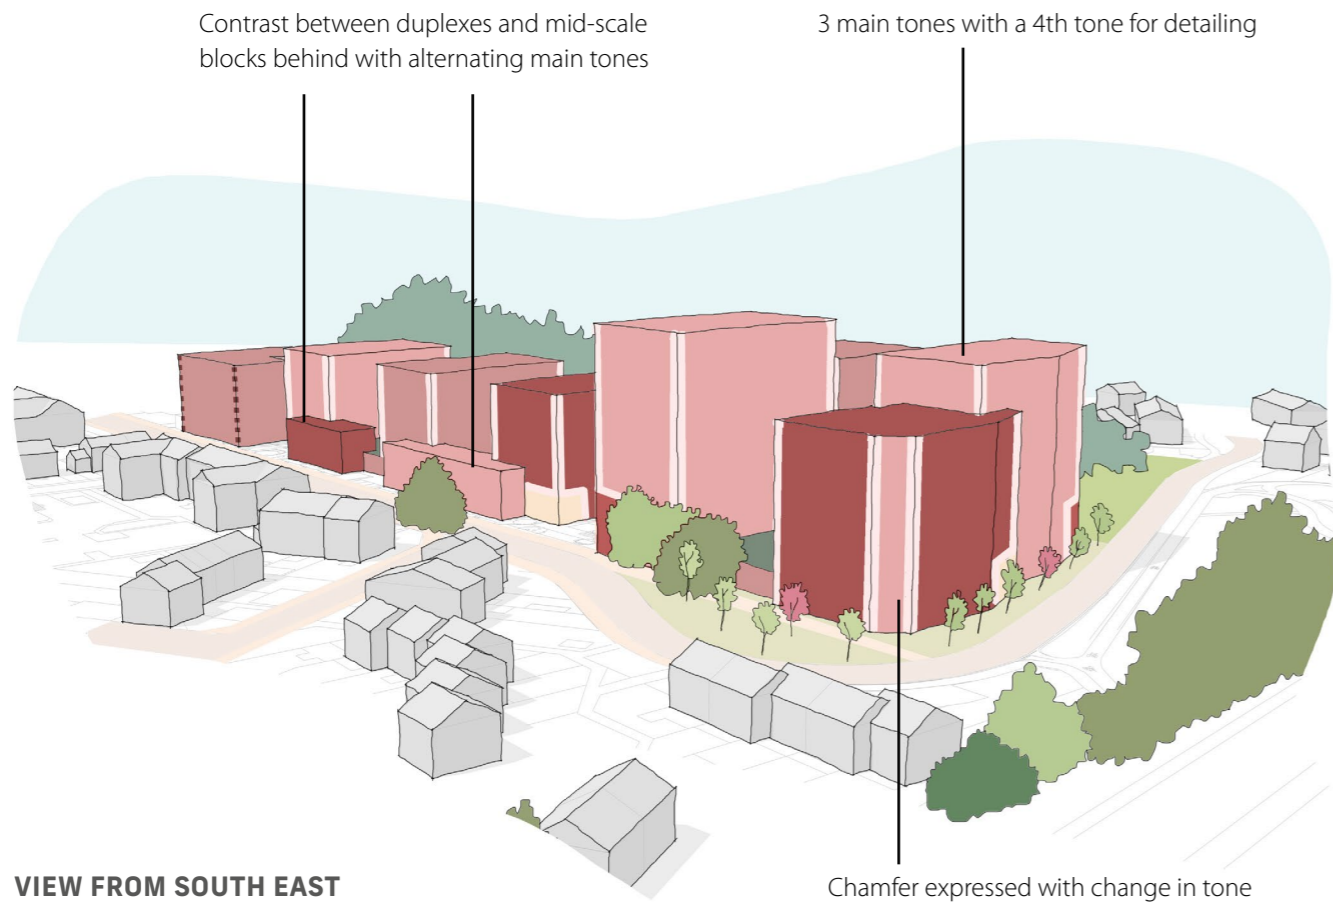 Contrast between duplexes and mid-scale
blocks behind with alternating main tones
3 main tones with a 4th tone for detailing
VIEW FROM SOUTH EAST
Chamfer expressed with change in tone